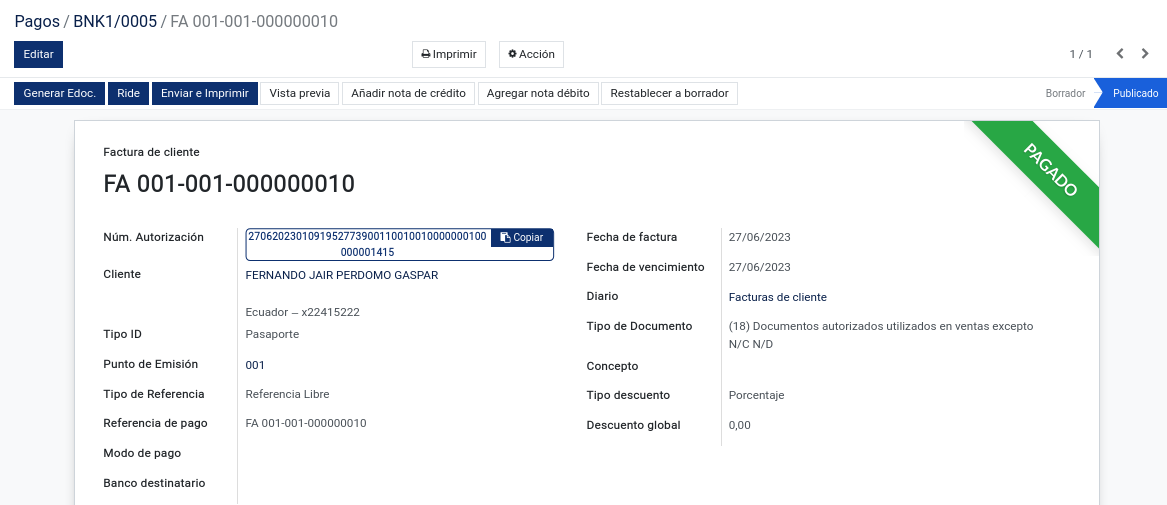 Pagos / BNK1/0005 / FA 001-001-000000010
Editar
Imprimir
Acción
1 / 1
Generar Edoc.
Ride
Enviar e Imprimir
Vista previa
Añadir nota de crédito
Agregar nota débito
Restablecer a borrador
Borrador
Publicado
PAGADO
Factura de cliente
FA 001-001-000000010
Núm. Autorización
2706202301091952773900110010010000000100
000001415
Copiar
Cliente
FERNANDO JAIR PERDOMO GASPAR
Ecuador – x22415222
Tipo ID
Pasaporte
Punto de Emisión
001
Tipo de Referencia
Referencia Libre
Referencia de pago
FA 001-001-000000010
Modo de pago
Banco destinatario
Fecha de factura
27/06/2023
Fecha de vencimiento
27/06/2023
Diario
Facturas de cliente
Tipo de Documento
(18) Documentos autorizados utilizados en ventas excepto
N/C N/D
Concepto
Tipo descuento
Porcentaje
Descuento global
0,00